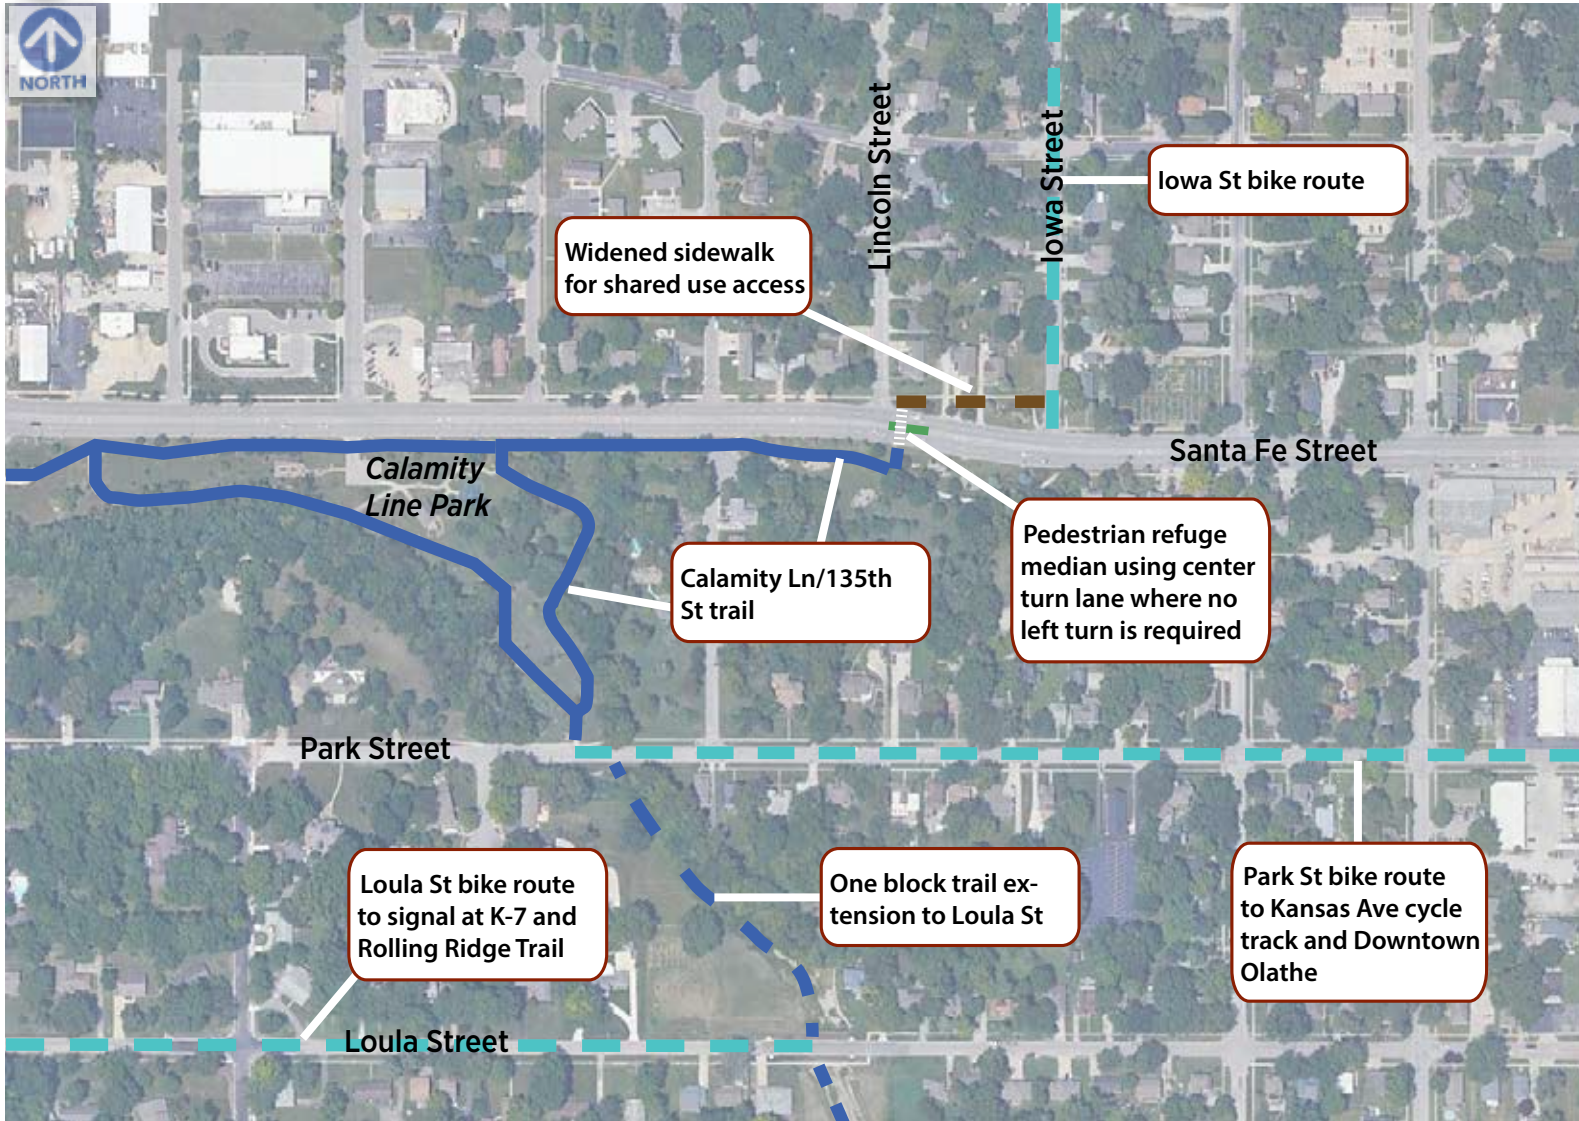 NORTH
Lincoln Street
Iowa Street
Iowa St bike route
Widened sidewalk
for shared use access
Santa Fe Street
Calamity
Line Park
Pedestrian refuge
median using center
turn lane where no
left turn is required
Calamity Ln/135th
St trail
Park Street
Loula St bike route
to signal at K-7 and
Rolling Ridge Trail
One block trail ex-
tension to Loula St
Park St bike route
to Kansas Ave cycle
track and Downtown
Olathe
Loula Street